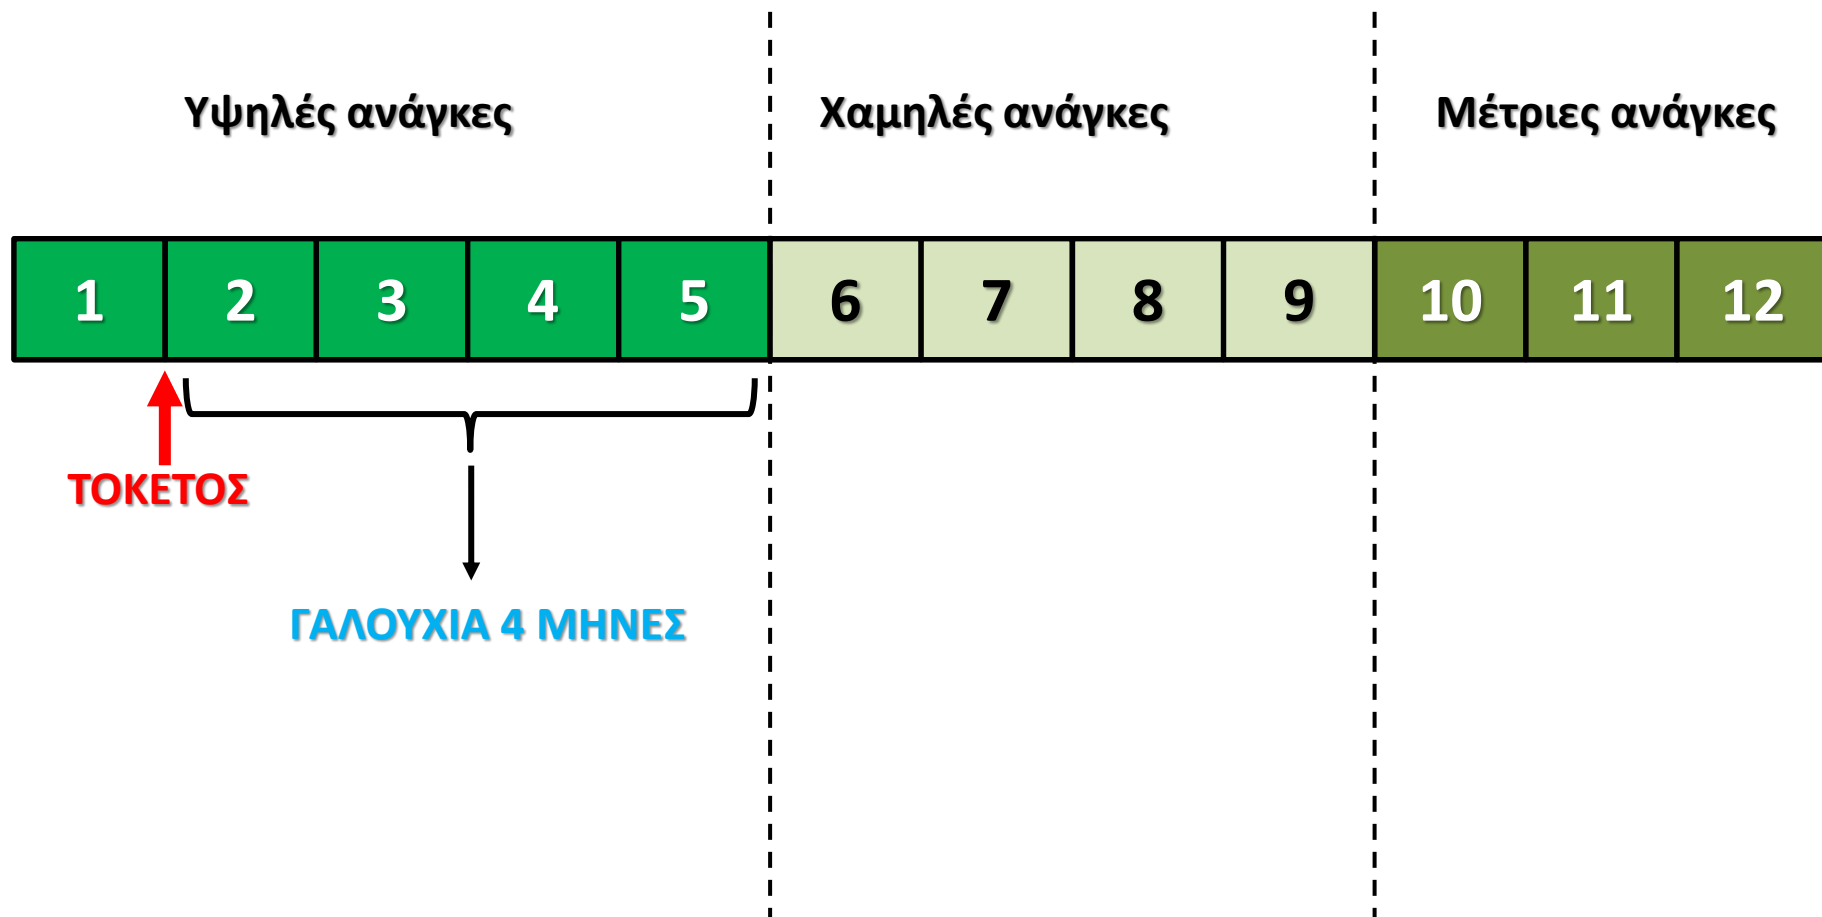 Υψηλές ανάγκες
Χαμηλές ανάγκες
Μέτριες ανάγκες
1 2 3 4 5 6 7 8 9 10 11 12
ΤΟΚΕΤΟΣ
ΓΑΛΟΥΧΙΑ 4 ΜΗΝΕΣ